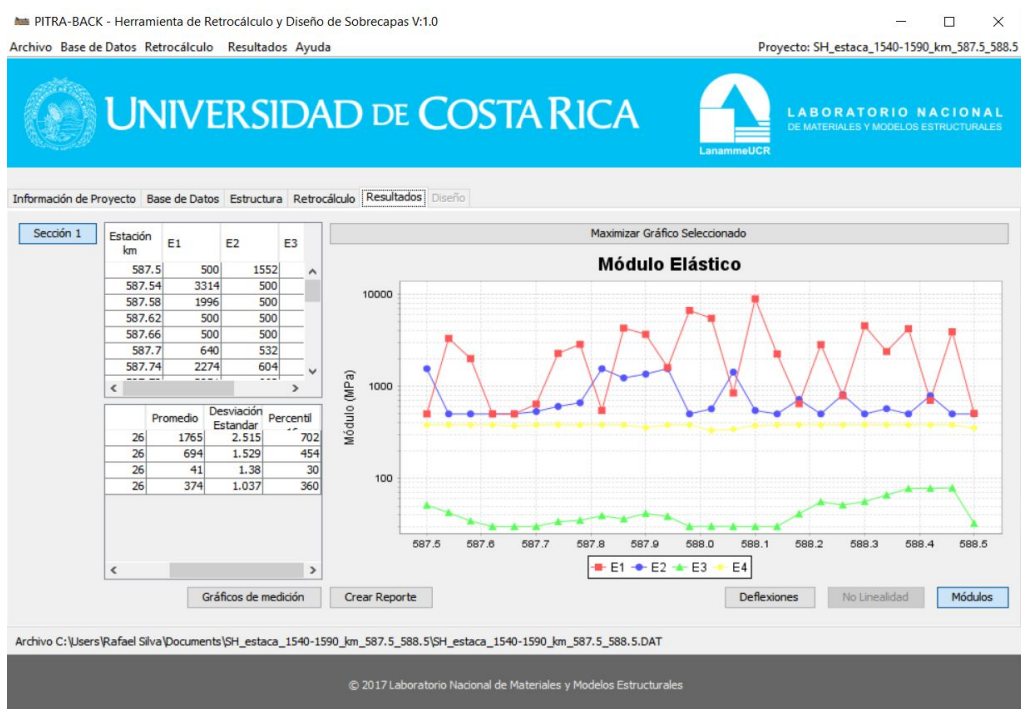 PITRA-BACK - Herramienta de Retrocálculo y Diseño de Sobrecapas V:1.0
Archivo Base de Datos Retrocálculo Resultados Ayuda Proyecto: SH_estaca_1540-1590_km_587.5_588.5
UNIVERSIDAD DE COSTA RICA
LanammeUCR
LABORATORIO NACIONAL
DE MATERIALES Y MODELOS ESTRUCTURALES
Información de Proyecto Base de Datos Estructura Retrocálculo Resultados Diseño
Sección 1
Estación km E1 E2 E3
587.5 500 1552
587.54 3314 500
587.58 1996 500
587.62 500 500
587.66 500 500
587.7 640 532
587.74 2274 604
Promedio Desviación Estandar Percentil
26 1765 2.515 702
26 694 1.529 454
26 41 1.38 30
26 374 1.037 360
Maximizar Gráfico Seleccionado
Módulo Elástico
Módulo (MPa)
10000
1000
100
587.5 587.6 587.7 587.8 587.9 588.0 588.1 588.2 588.3 588.4 588.5
E1 E2 E3 E4
Gráficos de medición Crear Reporte Deflexiones No Linealidad Módulos
Archivo C:\Users\Rafael Silva\Documents\SH_estaca_1540-1590_km_587.5_588.5\SH_estaca_1540-1590_km_587.5_588.5.DAT
© 2017 Laboratorio Nacional de Materiales y Modelos Estructurales